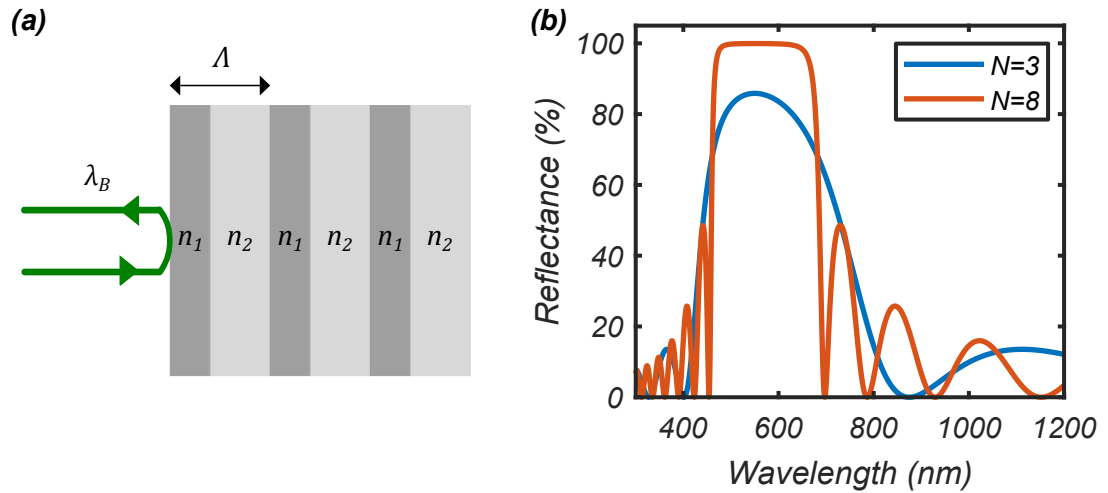 (a)
Λ
λB
n1 n2 n1 n2 n1 n2
(b)
100
80
60
40
20
0
Reflectance (%)
N=3
N=8
400 600 800 1000 1200
Wavelength (nm)